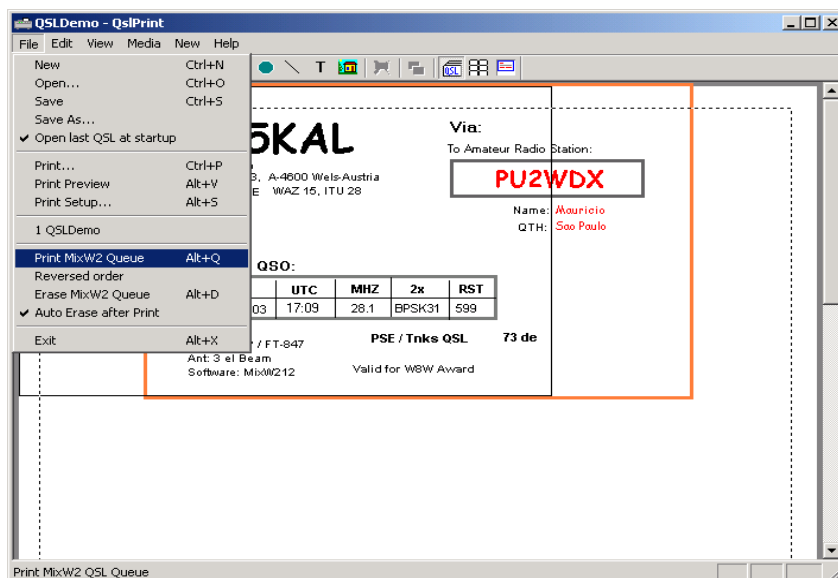 QSLDemo - QslPrint
File Edit View Media New Help
New Ctrl+N
Open... Ctrl+O
Save Ctrl+S
Save As...
Open last QSL at startup
Print... Ctrl+P
Print Preview Alt+V
Print Setup... Alt+S
1 QSLDemo
Print MixW2 Queue Alt+Q
Reversed order
Erase MixW2 Queue Alt+D
Auto Erase after Print
Exit Alt+X
T QSL
5KAL
3, A-4600 Wels-Austria
E WAZ 15, ITU 28
Via:
To Amateur Radio Station:
PU2WDX
Name: Mauricio
QTH: Sao Paulo
QSO:
UTC MHZ 2x RST
03 17:09 28.1 BPSK31 599
/ FT-847 PSE / Tnks QSL 73 de
Ant: 3 el Beam
Software: MixW212 Valid for W8W Award
Print MixW2 QSL Queue